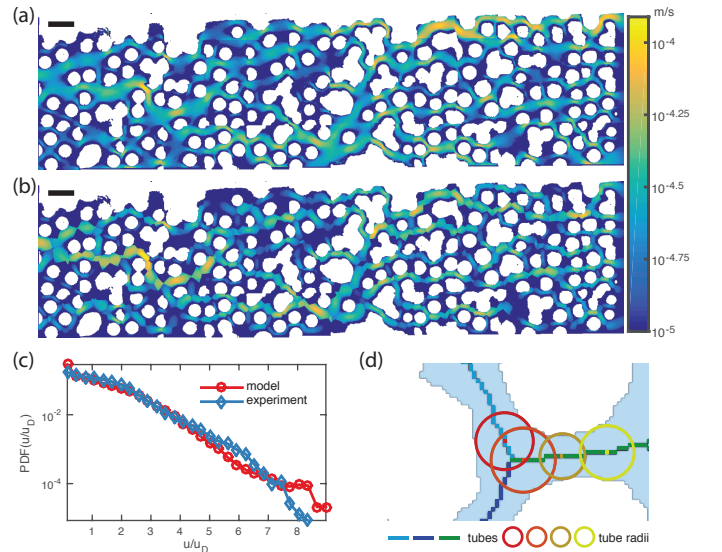 (a)
m/s
10^-4
10^-4.25
10^-4.5
10^-4.75
10^-5
(b)
(c)
PDF(u/u_D)
10^-2
10^-4
model
experiment
1 2 3 4 5 6 7 8
u/u_D
(d)
tubes
tube radii